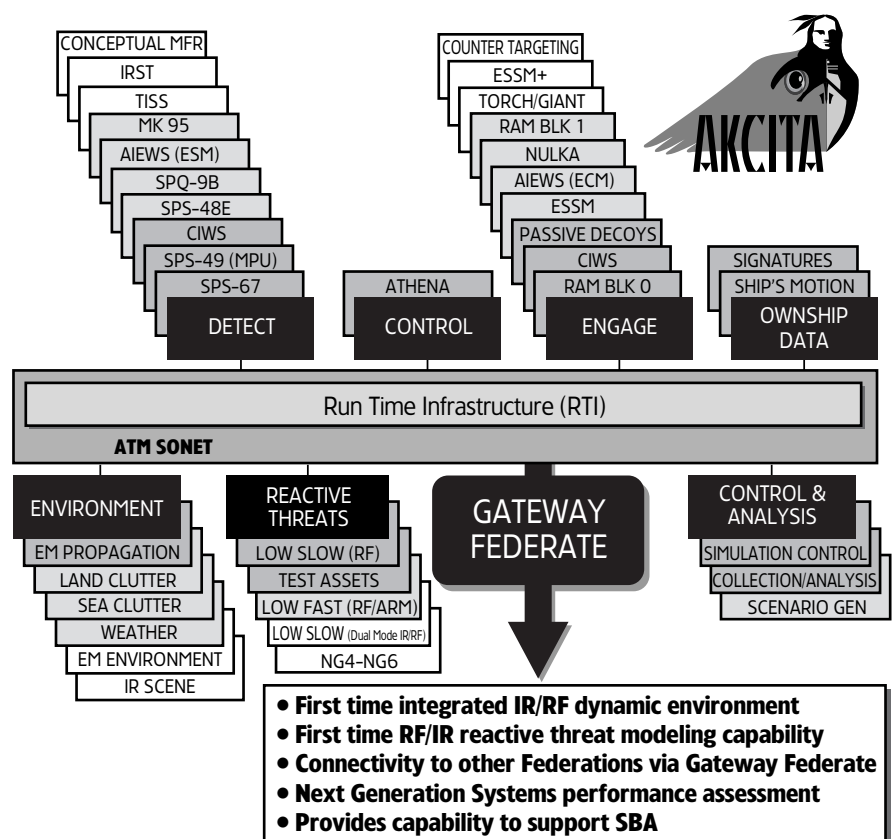 CONCEPTUAL MFR
IRST
TISS
MK 95
AIEWS (ESM)
SPQ-9B
SPS-48E
CIWS
SPS-49 (MPU)
SPS-67
DETECT
ATHENA
CONTROL
COUNTER TARGETING
ESSM+
TORCH/GIANT
RAM BLK 1
NULKA
AIEWS (ECM)
ESSM
PASSIVE DECOYS
CIWS
RAM BLK 0
ENGAGE
AKCITA
SIGNATURES
SHIP'S MOTION
OWNSHIP
DATA
Run Time Infrastructure (RTI)
ATM SONET
ENVIRONMENT
EM PROPAGATION
LAND CLUTTER
SEA CLUTTER
WEATHER
EM ENVIRONMENT
IR SCENE
REACTIVE
THREATS
LOW SLOW (RF)
TEST ASSETS
LOW FAST (RF/ARM)
LOW SLOW (Dual Mode IR/RF)
NG4-NG6
GATEWAY
FEDERATE
CONTROL &
ANALYSIS
SIMULATION CONTROL
COLLECTION/ANALYSIS
SCENARIO GEN
• First time integrated IR/RF dynamic environment
• First time RF/IR reactive threat modeling capability
• Connectivity to other Federations via Gateway Federate
• Next Generation Systems performance assessment
• Provides capability to support SBA